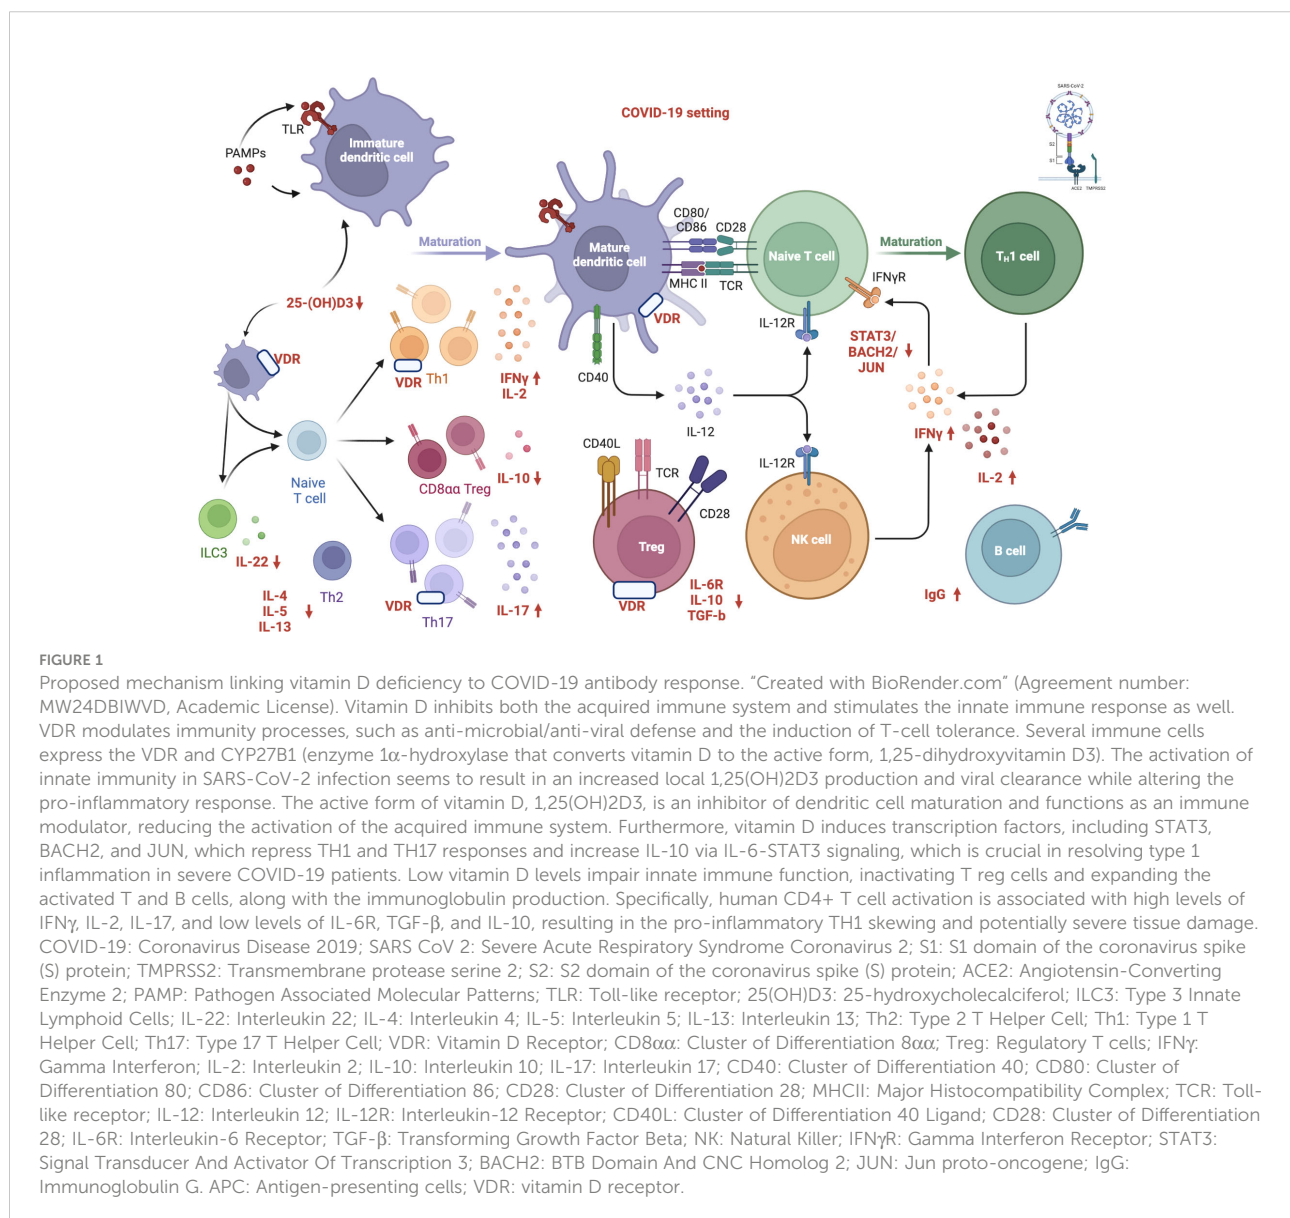 COVID-19 setting
SARS-CoV-2
S2
S1
ACE2 TMPRSS2
PAMPs
TLR
Immature
dendritic cell
Maturation
Mature
dendritic cell
CD80/
CD86
CD28
MHC II
TCR
Naive T cell
Maturation
TH1 cell
IFNγR
IL-12R
STAT3/
BACH2/
JUN
↓
VDR
CD40
IL-12
IFNγ ↑
IL-2 ↑
25-(OH)D3↓
VDR
VDR Th1
IFNγ ↑
IL-2
Naive
T cell
CD8αα Treg
IL-10 ↓
ILC3
IL-22 ↓
Th2
IL-4
IL-5
IL-13
↓
VDR
Th17
IL-17 ↑
CD40L
TCR
CD28
Treg
VDR
IL-6R
IL-10
TGF-b
↓
IL-12R
NK cell
B cell
IgG ↑
FIGURE 1
Proposed mechanism linking vitamin D deficiency to COVID-19 antibody response. “Created with BioRender.com” (Agreement number:
MW24DBIWVD, Academic License). Vitamin D inhibits both the acquired immune system and stimulates the innate immune response as well.
VDR modulates immunity processes, such as anti-microbial/anti-viral defense and the induction of T-cell tolerance. Several immune cells
express the VDR and CYP27B1 (enzyme 1α-hydroxylase that converts vitamin D to the active form, 1,25-dihydroxyvitamin D3). The activation of
innate immunity in SARS-CoV-2 infection seems to result in an increased local 1,25(OH)2D3 production and viral clearance while altering the
pro-inflammatory response. The active form of vitamin D, 1,25(OH)2D3, is an inhibitor of dendritic cell maturation and functions as an immune
modulator, reducing the activation of the acquired immune system. Furthermore, vitamin D induces transcription factors, including STAT3,
BACH2, and JUN, which repress TH1 and TH17 responses and increase IL-10 via IL-6-STAT3 signaling, which is crucial in resolving type 1
inflammation in severe COVID-19 patients. Low vitamin D levels impair innate immune function, inactivating T reg cells and expanding the
activated T and B cells, along with the immunoglobulin production. Specifically, human CD4+ T cell activation is associated with high levels of
IFNγ, IL-2, IL-17, and low levels of IL-6R, TGF-β, and IL-10, resulting in the pro-inflammatory TH1 skewing and potentially severe tissue damage.
COVID-19: Coronavirus Disease 2019; SARS CoV 2: Severe Acute Respiratory Syndrome Coronavirus 2; S1: S1 domain of the coronavirus spike
(S) protein; TMPRSS2: Transmembrane protease serine 2; S2: S2 domain of the coronavirus spike (S) protein; ACE2: Angiotensin-Converting
Enzyme 2; PAMP: Pathogen Associated Molecular Patterns; TLR: Toll-like receptor; 25(OH)D3: 25-hydroxycholecalciferol; ILC3: Type 3 Innate
Lymphoid Cells; IL-22: Interleukin 22; IL-4: Interleukin 4; IL-5: Interleukin 5; IL-13: Interleukin 13; Th2: Type 2 T Helper Cell; Th1: Type 1 T
Helper Cell; Th17: Type 17 T Helper Cell; VDR: Vitamin D Receptor; CD8αα: Cluster of Differentiation 8αα; Treg: Regulatory T cells; IFNγ:
Gamma Interferon; IL-2: Interleukin 2; IL-10: Interleukin 10; IL-17: Interleukin 17; CD40: Cluster of Differentiation 40; CD80: Cluster of
Differentiation 80; CD86: Cluster of Differentiation 86; CD28: Cluster of Differentiation 28; MHCII: Major Histocompatibility Complex; TCR: Toll-
like receptor; IL-12: Interleukin 12; IL-12R: Interleukin-12 Receptor; CD40L: Cluster of Differentiation 40 Ligand; CD28: Cluster of Differentiation
28; IL-6R: Interleukin-6 Receptor; TGF-β: Transforming Growth Factor Beta; NK: Natural Killer; IFNγR: Gamma Interferon Receptor; STAT3:
Signal Transducer And Activator Of Transcription 3; BACH2: BTB Domain And CNC Homolog 2; JUN: Jun proto-oncogene; IgG:
Immunoglobulin G. APC: Antigen-presenting cells; VDR: vitamin D receptor.